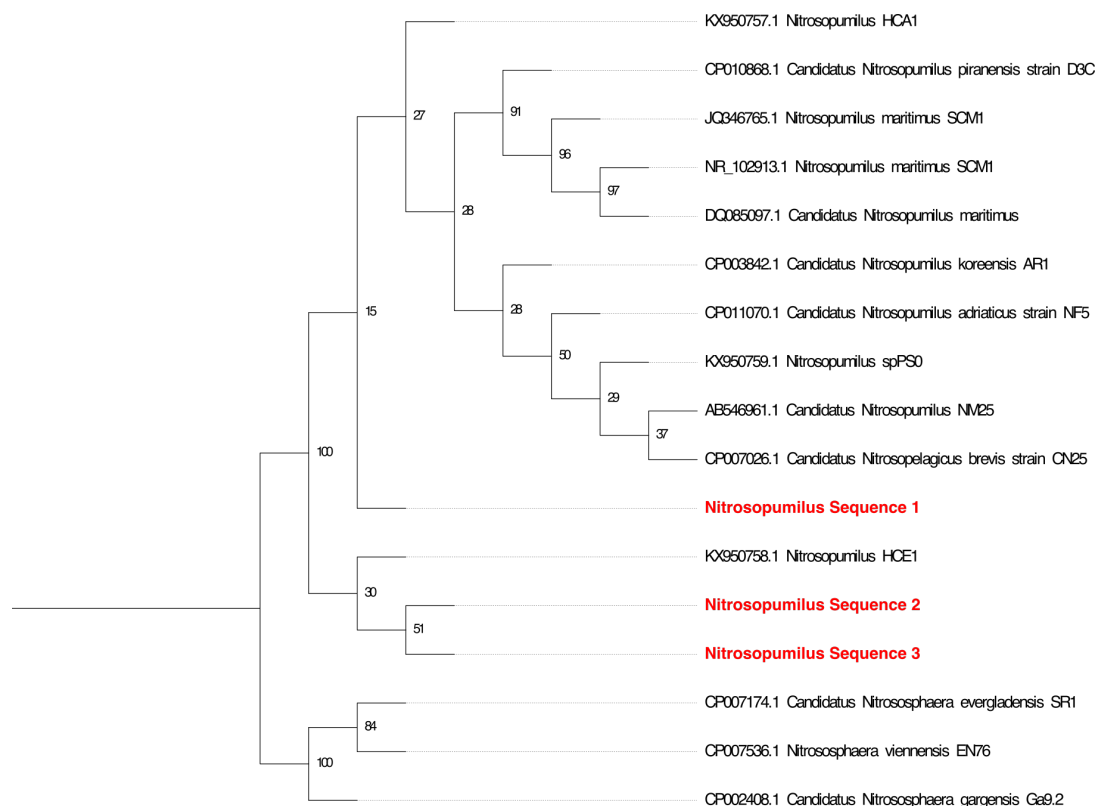 KX950757.1 Nitrosopumilus HCA1
CP010868.1 Candidatus Nitrosopumilus piranensis strain D3C
91
JQ346765.1 Nitrosopumilus maritimus SCM1
27
96
NR_102913.1 Nitrosopumilus maritimus SCM1
97
DQ085097.1 Candidatus Nitrosopumilus maritimus
28
CP003842.1 Candidatus Nitrosopumilus koreensis AR1
28
CP011070.1 Candidatus Nitrosopumilus adriaticus strain NF5
15
50
KX950759.1 Nitrosopumilus spPS0
29
AB546961.1 Candidatus Nitrosopumilus NM25
37
CP007026.1 Candidatus Nitrosopelagicus brevis strain CN25
100
Nitrosopumilus Sequence 1
KX950758.1 Nitrosopumilus HCE1
30
Nitrosopumilus Sequence 2
51
Nitrosopumilus Sequence 3
CP007174.1 Candidatus Nitrososphaera evergladensis SR1
84
CP007536.1 Nitrososphaera viennensis EN76
100
CP002408.1 Candidatus Nitrososphaera gargensis Ga9.2